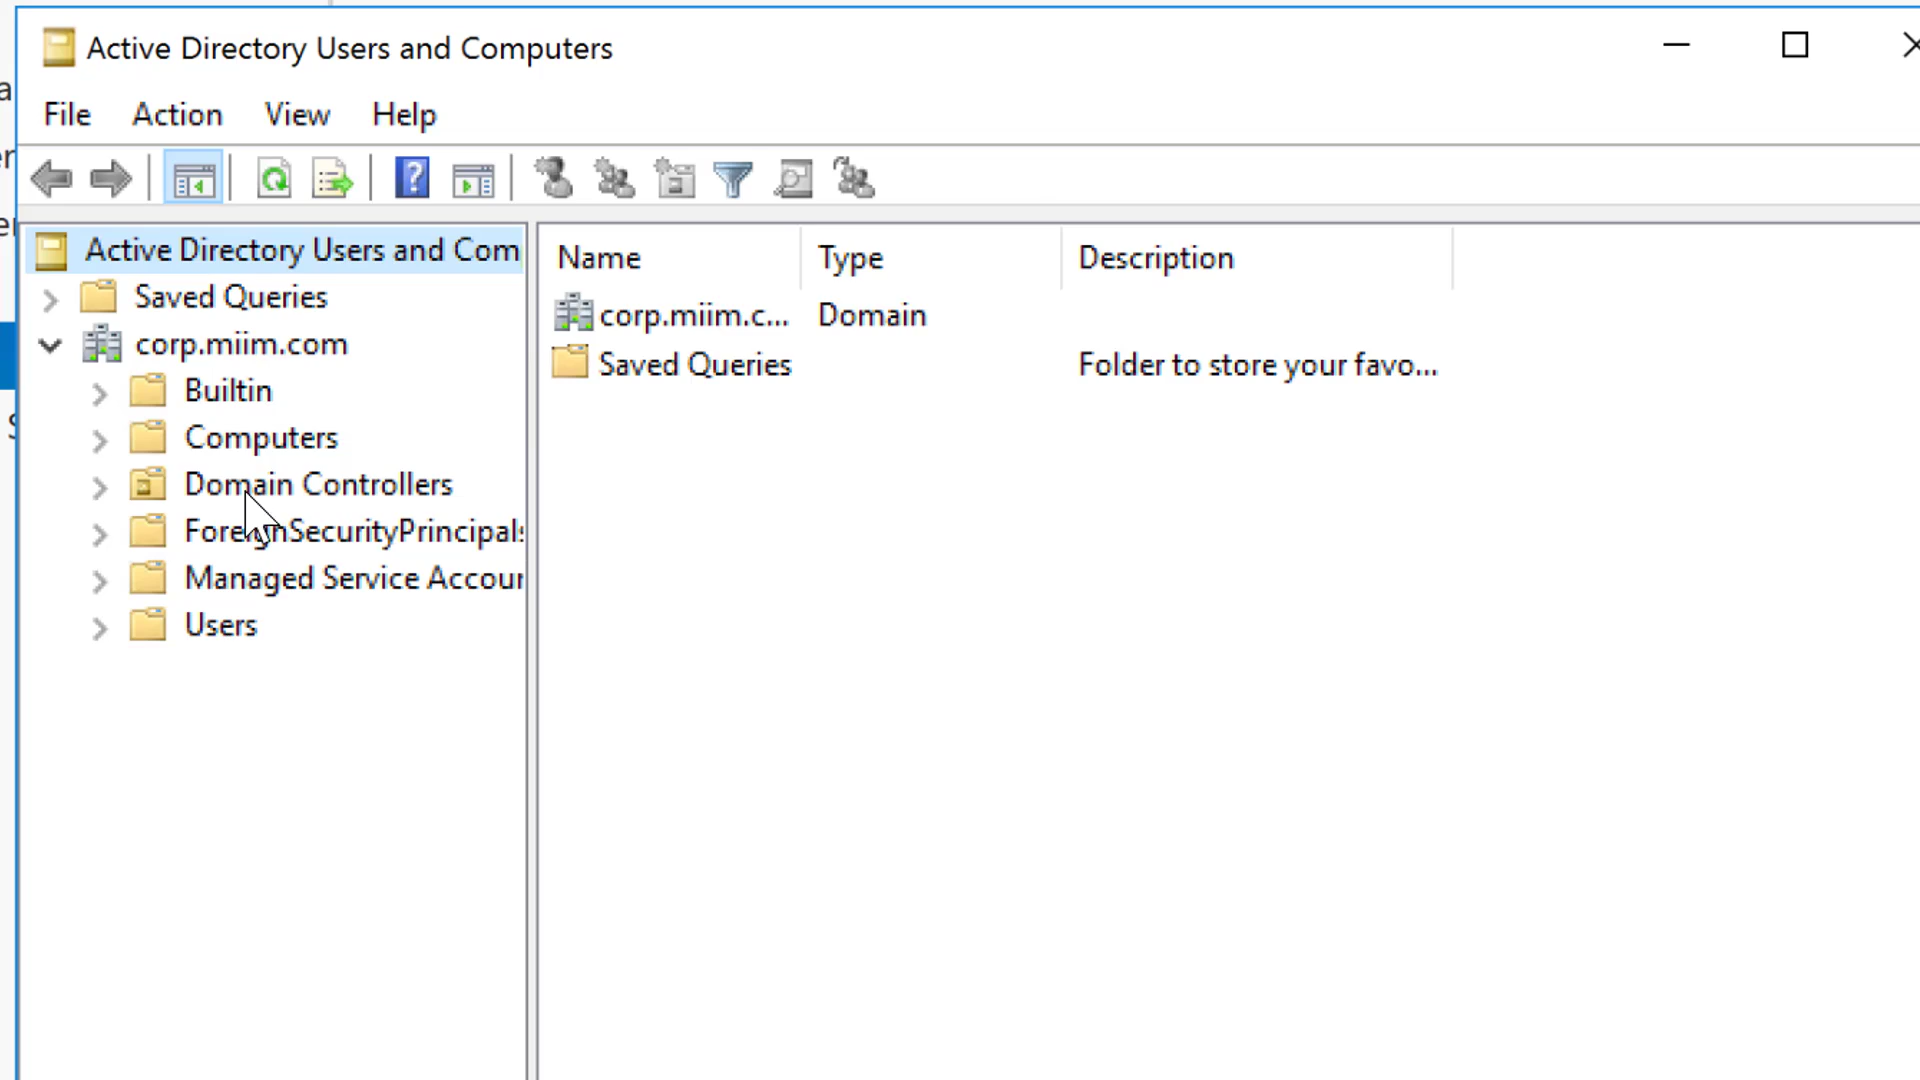 Active Directory Users and Computers
File Action View Help
Active Directory Users and Com
Saved Queries
corp.miim.com
Builtin
Computers
Domain Controllers
ForeignSecurityPrincipals
Managed Service Accour
Users
Name Type Description
corp.miim.c... Domain
Saved Queries Folder to store your favo...